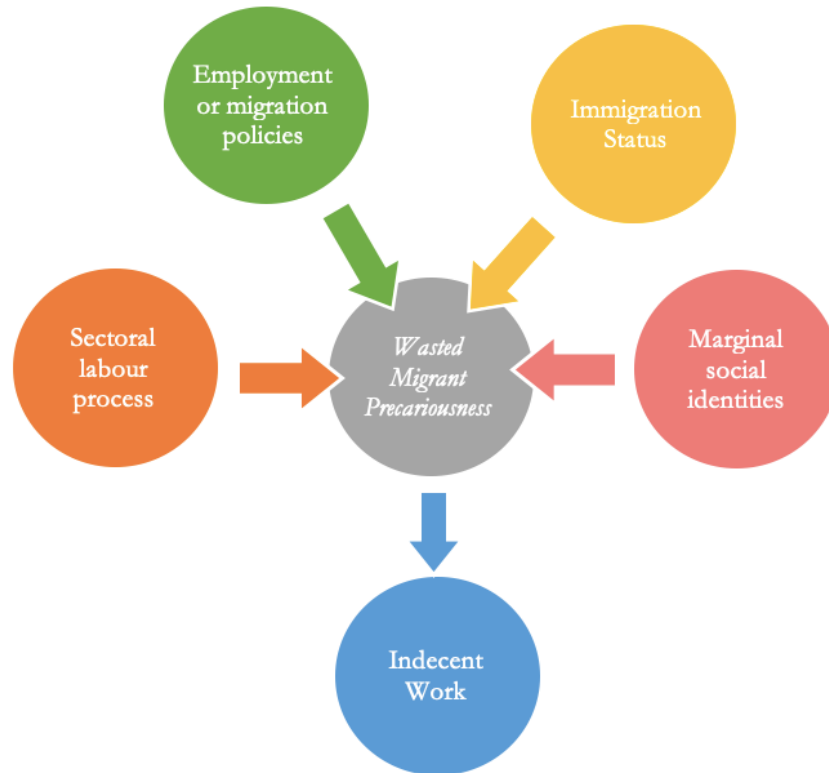 Employment
or migration
policies
Immigration
Status
Sectoral
labour
process
Wasted
Migrant
Precariousness
Marginal
social
identities
Indecent
Work